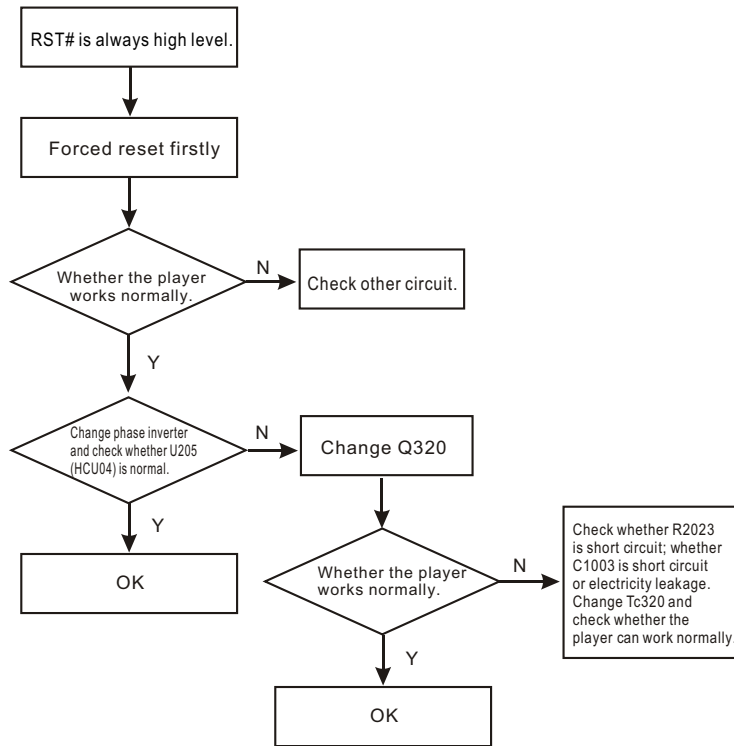 RST# is always high level.
Forced reset firstly
Whether the player
works normally.
N
Check other circuit.
Y
Change phase inverter
and check whether U205
(HCU04) is normal.
N
Change Q320
Y
OK
Whether the player
works normally.
N
Check whether R2023
is short circuit; whether
C1003 is short circuit
or electricity leakage.
Change Tc320 and
check whether the
player can work normally.
Y
OK